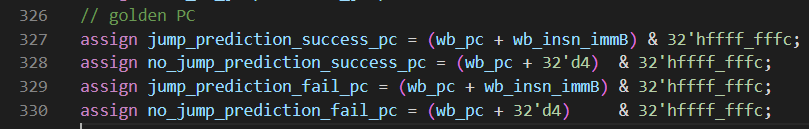 326 // golden PC
327 assign jump_prediction_success_pc = (wb_pc + wb_insn_immB) & 32'hffff_fffc;
328 assign no_jump_prediction_success_pc = (wb_pc + 32'd4)  & 32'hffff_fffc;
329 assign jump_prediction_fail_pc = (wb_pc + wb_insn_immB) & 32'hffff_fffc;
330 assign no_jump_prediction_fail_pc = (wb_pc + 32'd4)     & 32'hffff_fffc;